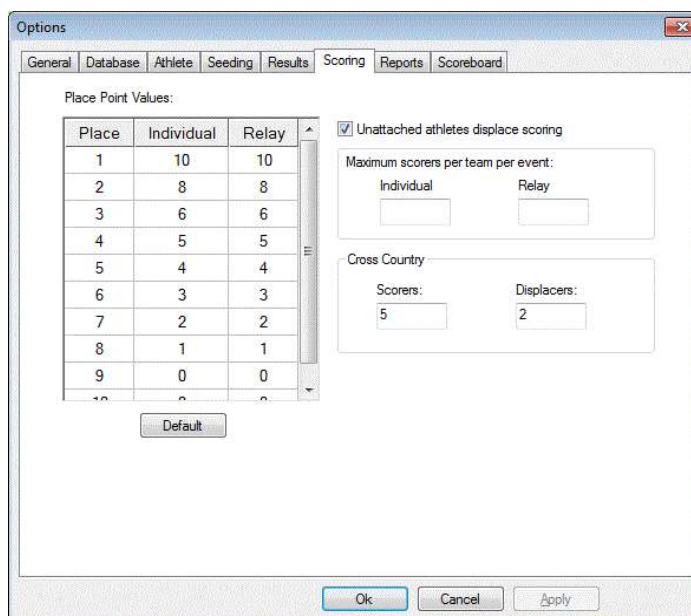 Options
General Database Athlete Seeding Results Scoring Reports Scoreboard
Place Point Values:
Place Individual Relay
1 10 10
2 8 8
3 6 6
4 5 5
5 4 4
6 3 3
7 2 2
8 1 1
9 0 0
Default
Unattached athletes displace scoring
Maximum scorers per team per event:
Individual Relay
Cross Country
Scorers: Displacers:
5 2
Ok Cancel Apply